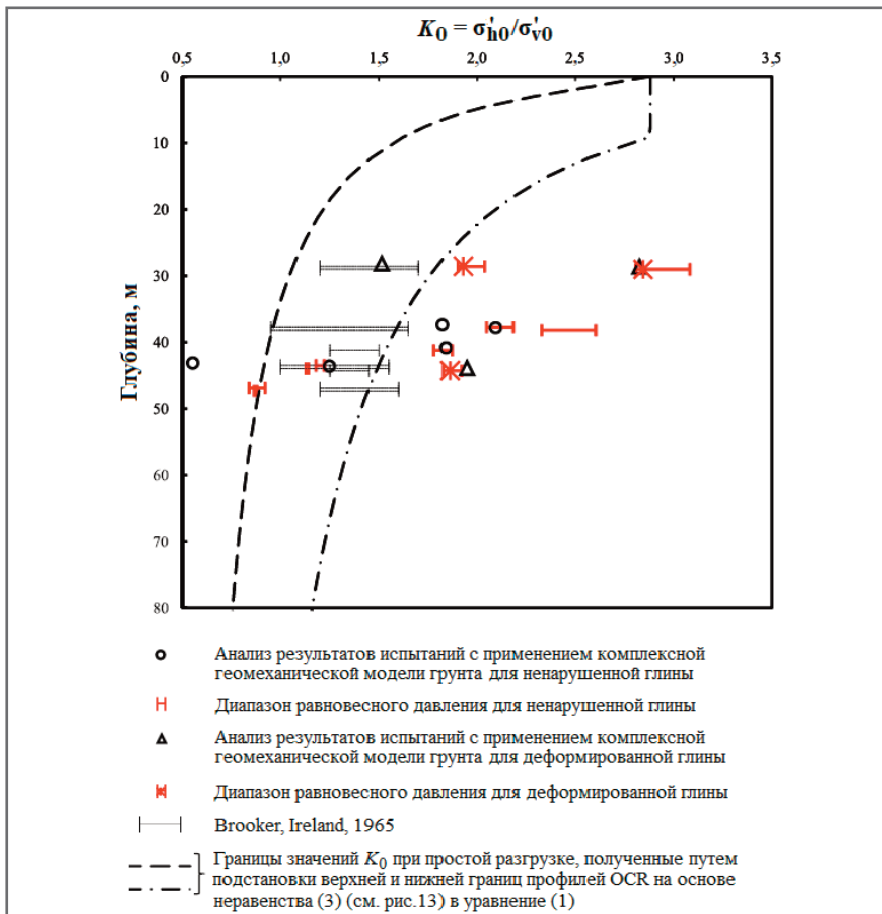 K0 = σ'h0/σ'v0
0,5 1,0 1,5 2,0 2,5 3,0 3,5
Глубина, м
0
10
20
30
40
50
60
70
80
Анализ результатов испытаний с применением комплексной
геомеханической модели грунта для ненарушенной глины
Диапазон равновесного давления для ненарушенной глины
Анализ результатов испытаний с применением комплексной
геомеханической модели грунта для деформированной глины
Диапазон равновесного давления для деформированной глины
Brooker, Ireland, 1965
Границы значений K0 при простой разгрузке, полученные путем
подстановки верхней и нижней границ профилей OCR на основе
неравенства (3) (см. рис.13) в уравнение (1)